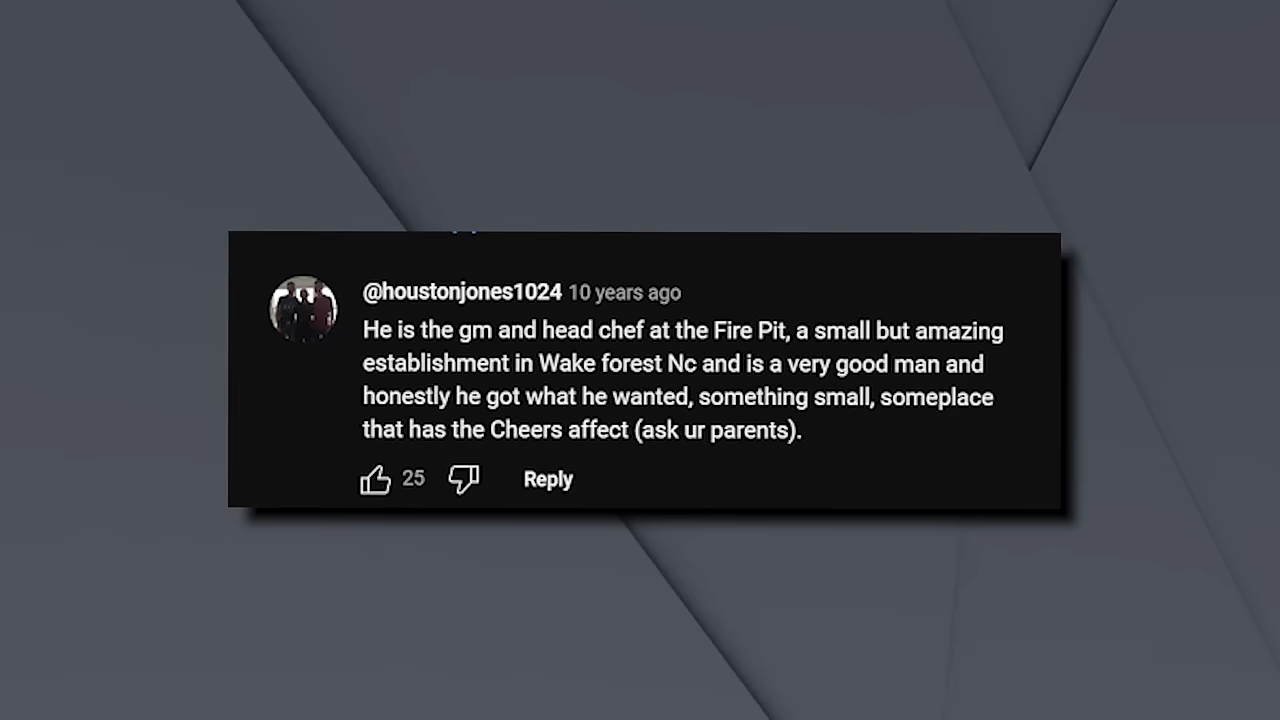 @houstonjones1024 10 years ago
He is the gm and head chef at the Fire Pit, a small but amazing
establishment in Wake forest Nc and is a very good man and
honestly he got what he wanted, something small, someplace
that has the Cheers affect (ask ur parents).
25
Reply